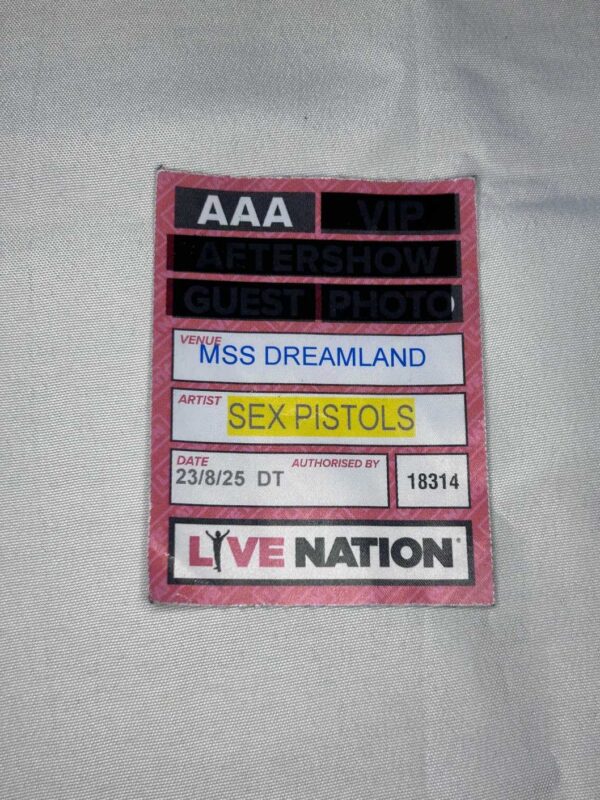 AAA VIP
AFTERSHOW
GUEST PHOTO
VENUE
MSS DREAMLAND
ARTIST
SEX PISTOLS
DATE AUTHORISED BY
23/8/25 DT 18314
LIVE NATION®